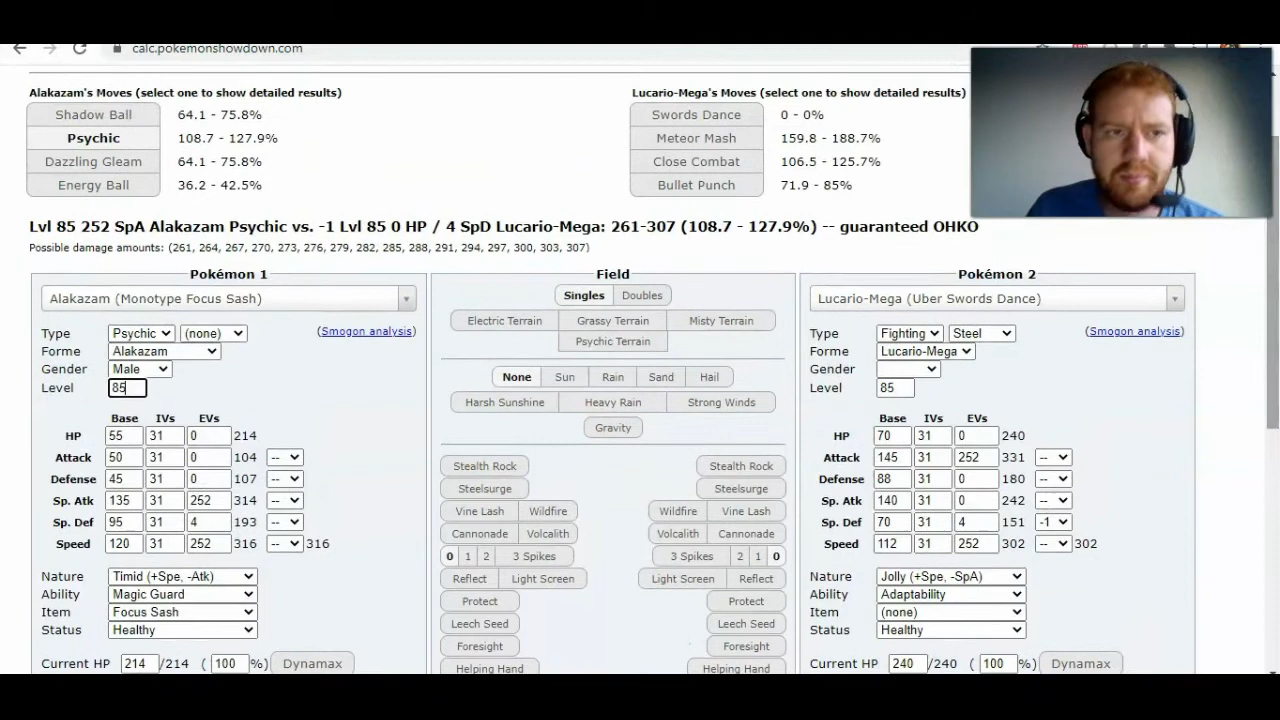 calc.pokemonshowdown.com
Alakazam's Moves (select one to show detailed results)
Shadow Ball 64.1 - 75.8%
Psychic 108.7 - 127.9%
Dazzling Gleam 64.1 - 75.8%
Energy Ball 36.2 - 42.5%
Lucario-Mega's Moves (select one to show detailed results)
Swords Dance 0 - 0%
Meteor Mash 159.8 - 188.7%
Close Combat 106.5 - 125.7%
Bullet Punch 71.9 - 85%
Lvl 85 252 SpA Alakazam Psychic vs. -1 Lvl 85 0 HP / 4 SpD Lucario-Mega: 261-307 (108.7 - 127.9%) -- guaranteed OHKO
Possible damage amounts: (261, 264, 267, 270, 273, 276, 279, 282, 285, 288, 291, 294, 297, 300, 303, 307)
Pokémon 1
Alakazam (Monotype Focus Sash)
Type Psychic (none) (Smogon analysis)
Forme Alakazam
Gender Male
Level 85
Base IVs EVs
HP 55 31 0 214
Attack 50 31 0 104 --
Defense 45 31 0 107 --
Sp. Atk 135 31 252 314 --
Sp. Def 95 31 4 193 --
Speed 120 31 252 316 -- 316
Nature Timid (+Spe, -Atk)
Ability Magic Guard
Item Focus Sash
Status Healthy
Current HP 214 /214 ( 100 %) Dynamax
Field
Singles Doubles
Electric Terrain Grassy Terrain Misty Terrain
Psychic Terrain
None Sun Rain Sand Hail
Harsh Sunshine Heavy Rain Strong Winds
Gravity
Stealth Rock Stealth Rock
Steelsurge Steelsurge
Vine Lash Wildfire Wildfire Vine Lash
Cannonade Volcalith Volcalith Cannonade
0 1 2 3 Spikes 3 Spikes 2 1 0
Reflect Light Screen Light Screen Reflect
Protect Protect
Leech Seed Leech Seed
Foresight Foresight
Helping Hand Helping Hand
Pokémon 2
Lucario-Mega (Uber Swords Dance)
Type Fighting Steel (Smogon analysis)
Forme Lucario-Mega
Gender
Level 85
Base IVs EVs
HP 70 31 0 240
Attack 145 31 252 331 --
Defense 88 31 0 180 --
Sp. Atk 140 31 0 242 --
Sp. Def 70 31 4 151 -1
Speed 112 31 252 302 -- 302
Nature Jolly (+Spe, -SpA)
Ability Adaptability
Item (none)
Status Healthy
Current HP 240 /240 ( 100 %) Dynamax